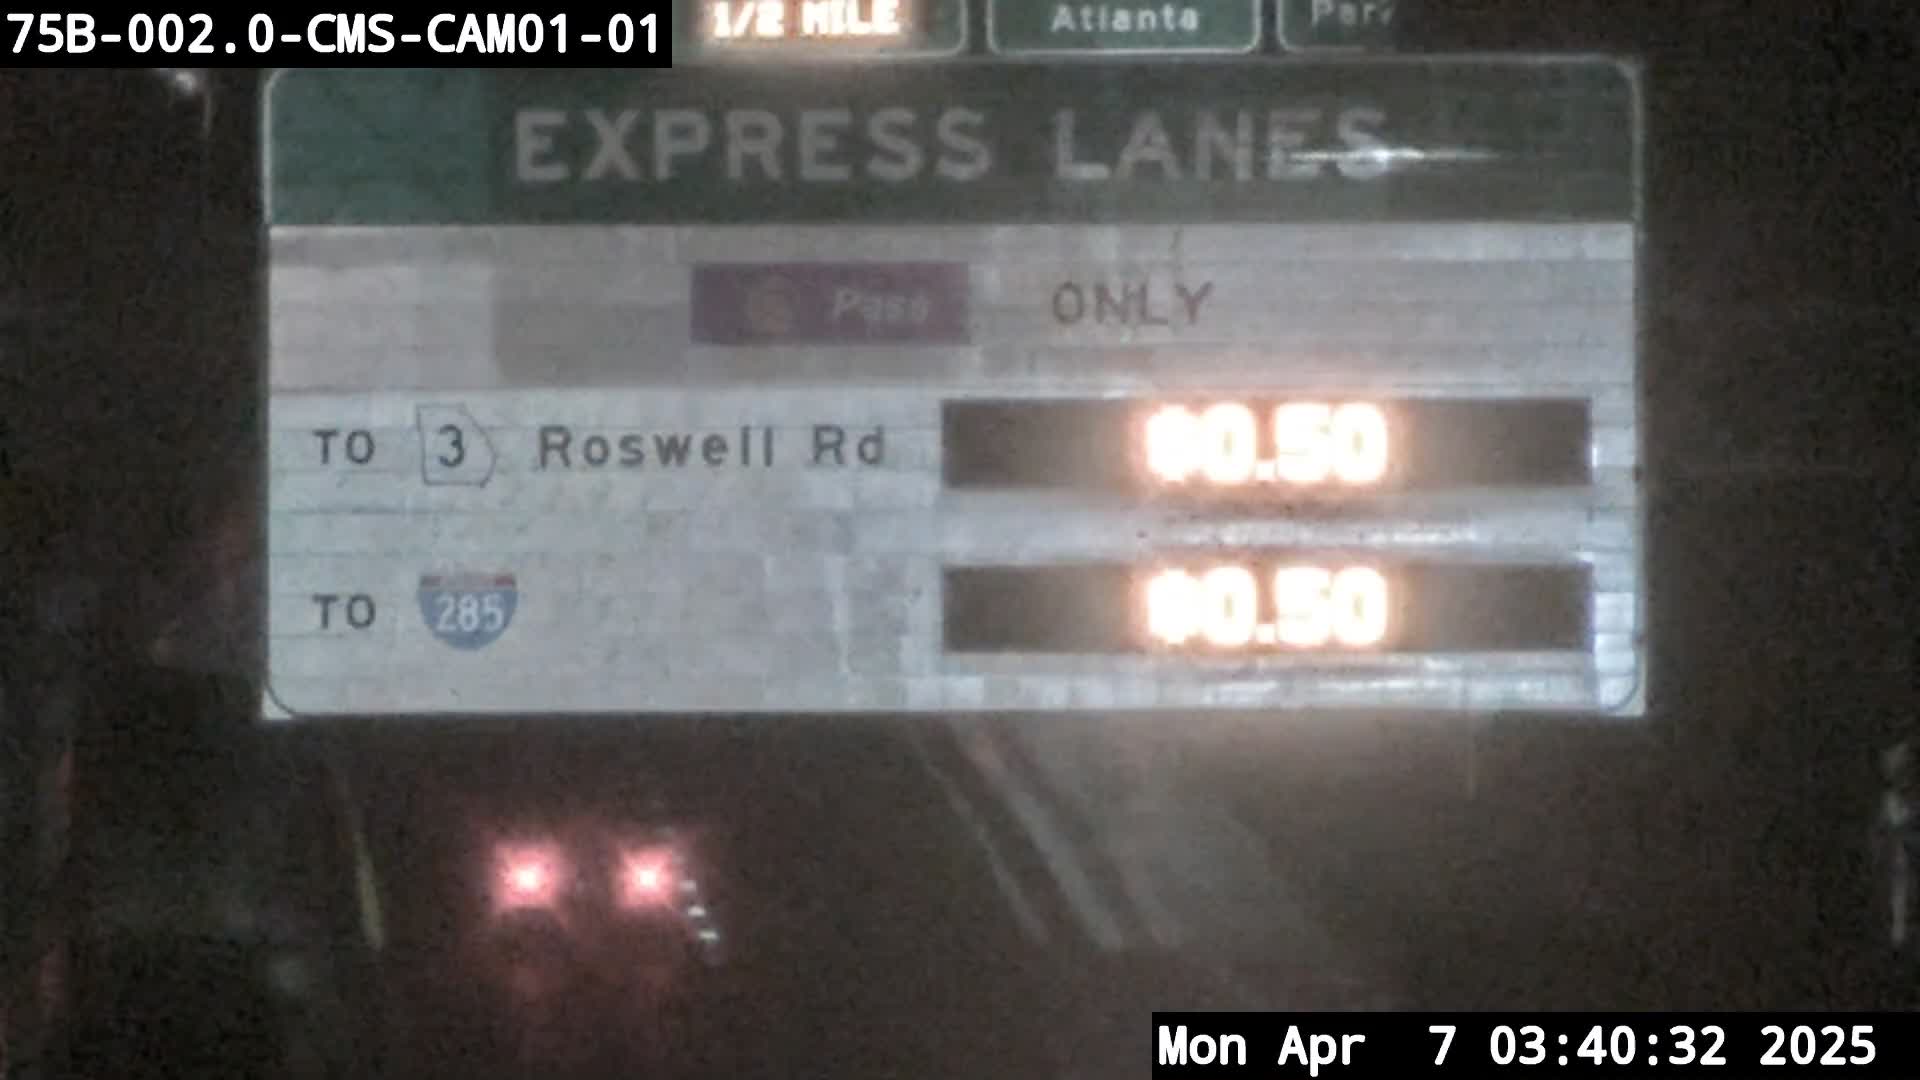 75B-002.0-CMS-CAM01-01
1/2 MILE
Atlanta
EXPRESS LANES
Pass ONLY
TO 3 Roswell Rd $0.50
TO 285 $0.50
Mon Apr 7 03:40:32 2025